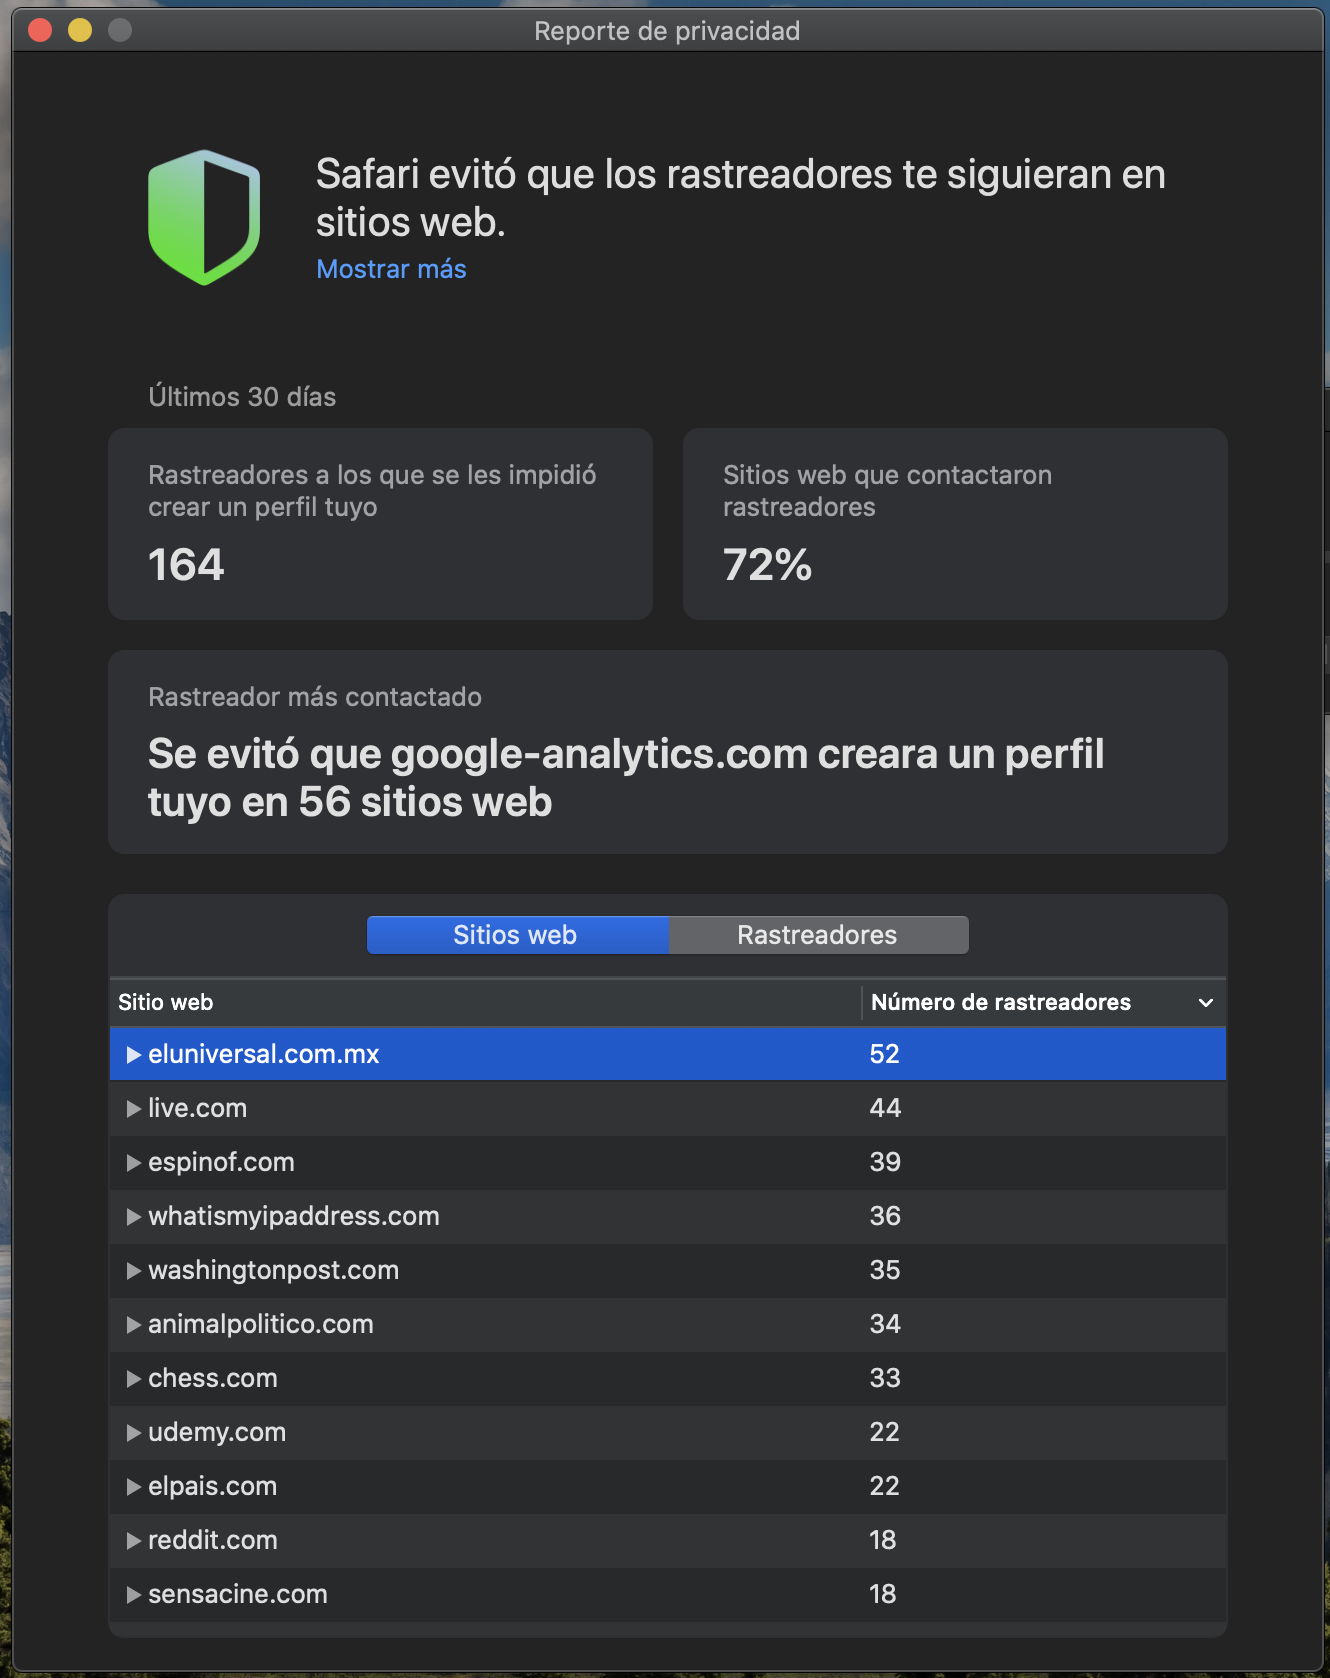 Reporte de privacidad
Safari evitó que los rastreadores te siguieran en
sitios web.
Mostrar más
Últimos 30 días
Rastreadores a los que se les impidió
crear un perfil tuyo
164
Sitios web que contactaron
rastreadores
72%
Rastreador más contactado
Se evitó que google-analytics.com creara un perfil
tuyo en 56 sitios web
Sitios web Rastreadores
Sitio web Número de rastreadores
eluniversal.com.mx 52
live.com 44
espinof.com 39
whatismyipaddress.com 36
washingtonpost.com 35
animalpolitico.com 34
chess.com 33
udemy.com 22
elpais.com 22
reddit.com 18
sensacine.com 18